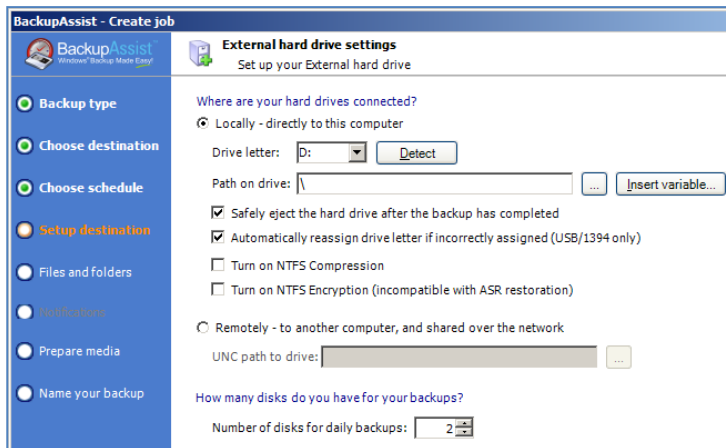 BackupAssist - Create job
BackupAssist™
Windows® Backup Made Easy!
External hard drive settings
Set up your External hard drive
Backup type
Choose destination
Choose schedule
Setup destination
Files and folders
Notifications
Prepare media
Name your backup
Where are your hard drives connected?
Locally - directly to this computer
Drive letter: D: Detect
Path on drive: \ ... Insert variable...
Safely eject the hard drive after the backup has completed
Automatically reassign drive letter if incorrectly assigned (USB/1394 only)
Turn on NTFS Compression
Turn on NTFS Encryption (incompatible with ASR restoration)
Remotely - to another computer, and shared over the network
UNC path to drive: ...
How many disks do you have for your backups?
Number of disks for daily backups: 2